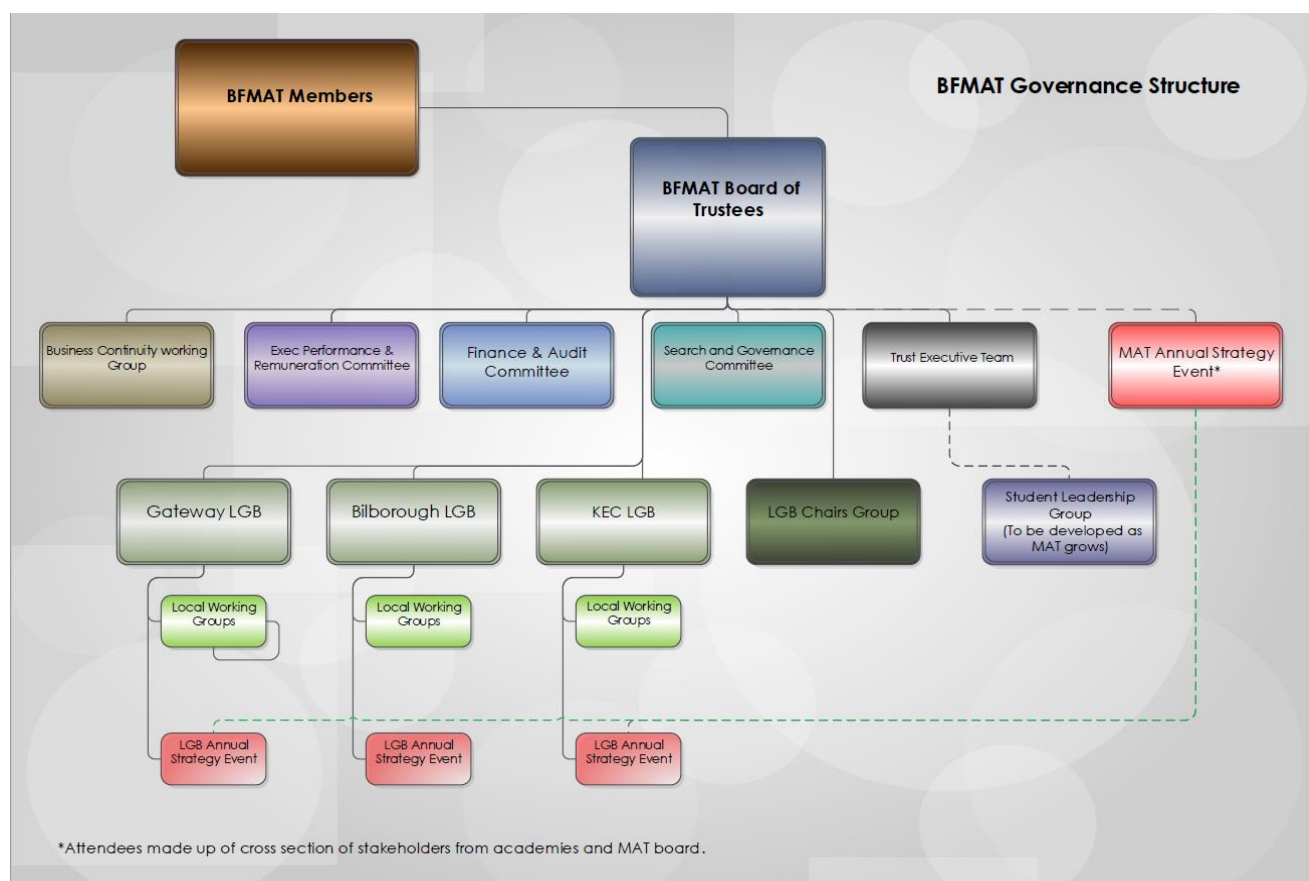 BFMAT Members
BFMAT Governance Structure
BFMAT Board of
Trustees
Business Continuity working
Group
Exec Performance &
Remuneration Committee
Finance & Audit
Committee
Search and Governance
Committee
Trust Executive Team
MAT Annual Strategy
Event*
Gateway LGB
Bilborough LGB
KEC LGB
LGB Chairs Group
Student Leadership
Group
(To be developed as
MAT grows)
Local Working
Groups
Local Working
Groups
Local Working
Groups
LGB Annual
Strategy Event
LGB Annual
Strategy Event
LGB Annual
Strategy Event
*Attendees made up of cross section of stakeholders from academies and MAT board.